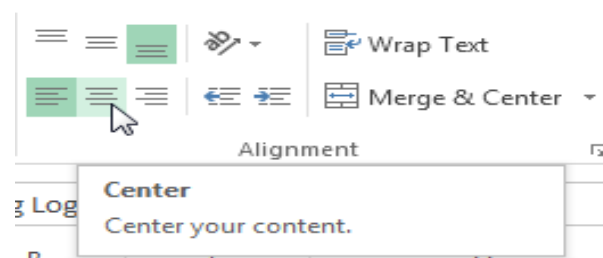 Wrap Text
Merge & Center
Alignment
g Log
Center
Center your content.